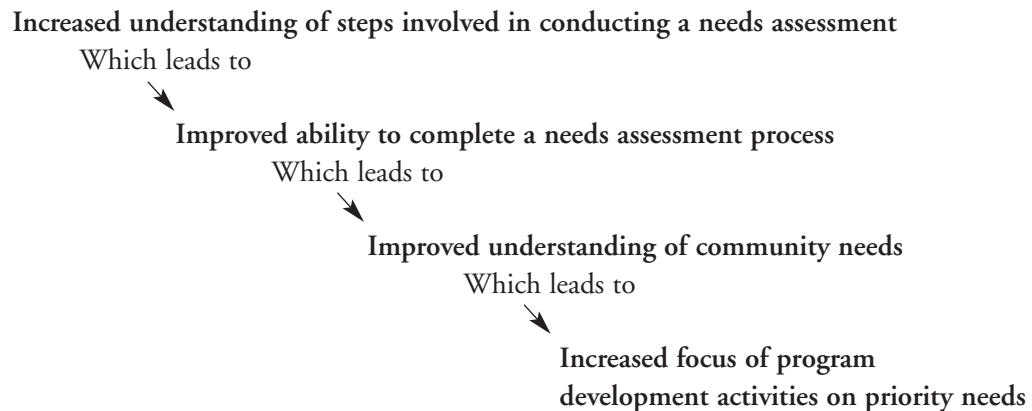 Increased understanding of steps involved in conducting a needs assessment
Which leads to
Improved ability to complete a needs assessment process
Which leads to
Improved understanding of community needs
Which leads to
Increased focus of program
development activities on priority needs